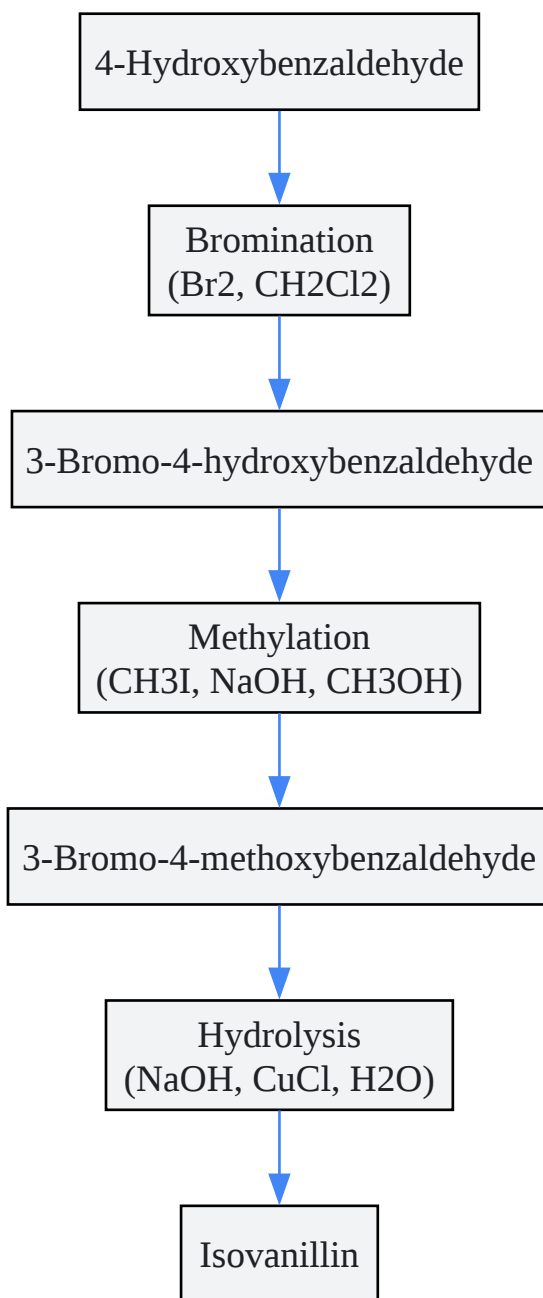 4-Hydroxybenzaldehyde
Bromination
(Br2, CH2Cl2)
3-Bromo-4-hydroxybenzaldehyde
Methylation
(CH3I, NaOH, CH3OH)
3-Bromo-4-methoxybenzaldehyde
Hydrolysis
(NaOH, CuCl, H2O)
Isovanillin